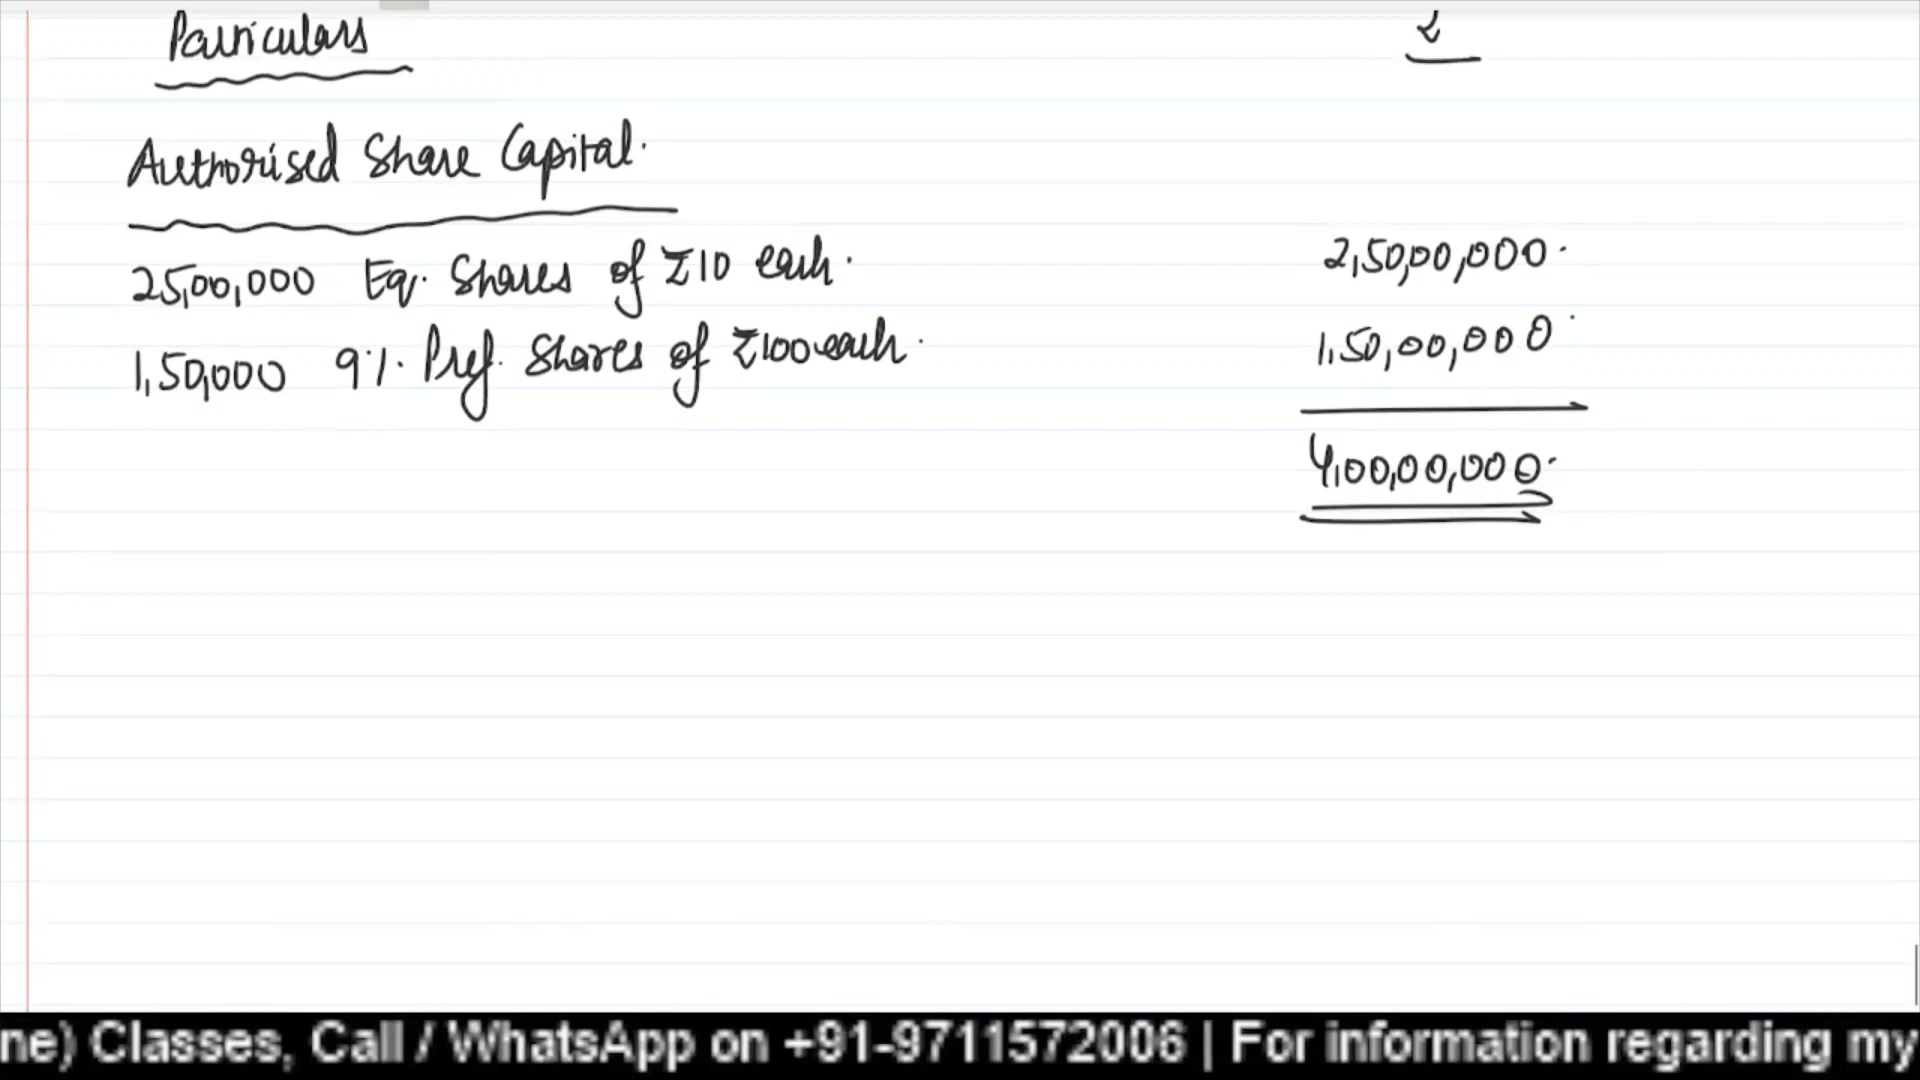 Particulars ₹
Authorised Share Capital.
25,00,000 Eq. Shares of ₹10 each. 2,50,00,000.
1,50,000 9%. Pref. Shares of ₹100 each. 1,50,00,000
4,00,00,000.
ne) Classes, Call / WhatsApp on +91-9711572006 | For information regarding my